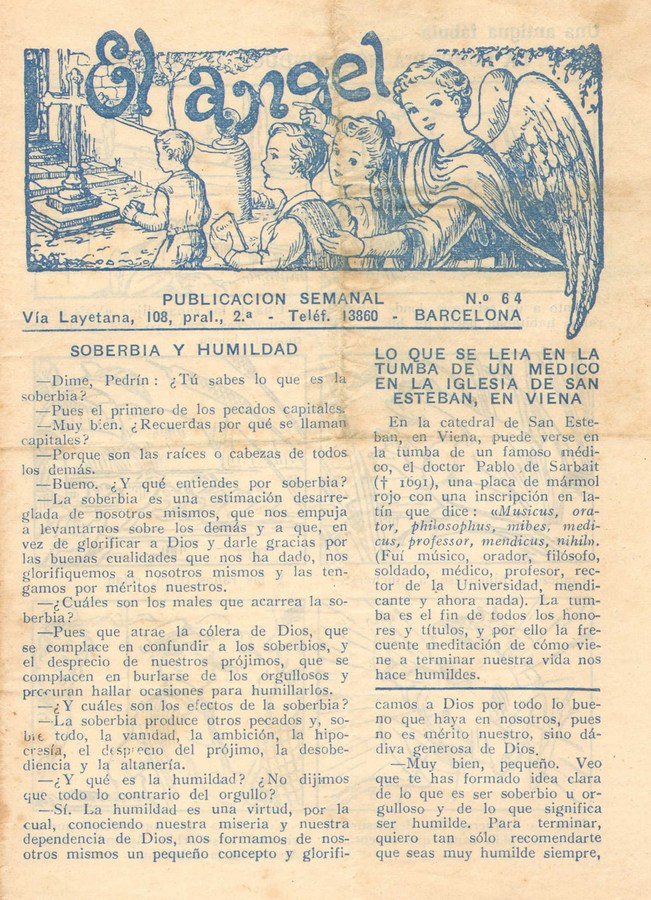 El angel
PUBLICACION SEMANAL N.º 64
Vía Layetana, 108, pral., 2.ª - Teléf. 13860 - BARCELONA
SOBERBIA Y HUMILDAD
—Dime, Pedrín: ¿Tú sabes lo que es la
soberbia?
—Pues el primero de los pecados capitales.
—Muy bien. ¿Recuerdas por qué se llaman
capitales?
—Porque son las raíces o cabezas de todos
los demás.
—Bueno. ¿Y qué entiendes por soberbia?
—La soberbia es una estimación desarre-
glada de nosotros mismos, que nos empuja
a levantarnos sobre los demás y a que, en
vez de glorificar a Dios y darle gracias por
las buenas cualidades que nos ha dado, nos
glorifiquemos a nosotros mismos y las ten-
gamos por méritos nuestros.
—¿Cuáles son los males que acarrea la so-
berbia?
—Pues que atrae la cólera de Dios, que
se complace en confundir a los soberbios, y
el desprecio de nuestros prójimos, que se
complacen en burlarse de los orgullosos y
procuran hallar ocasiones para humillarlos.
—¿Y cuáles son los efectos de la soberbia?
—La soberbia produce otros pecados y, so-
bre todo, la vanidad, la ambición, la hipo-
cresía, el desprecio del prójimo, la desobe-
diencia y la altanería.
—¿Y qué es la humildad? ¿No dijimos
que todo lo contrario del orgullo?
—Sí. La humildad es una virtud, por la
cual, conociendo nuestra miseria y nuestra
dependencia de Dios, nos formamos de nos-
otros mismos un pequeño concepto y glorifi-
LO QUE SE LEIA EN LA
TUMBA DE UN MEDICO
EN LA IGLESIA DE SAN
ESTEBAN, EN VIENA
En la catedral de San Este-
ban, en Viena, puede verse en
la tumba de un famoso médi-
co, el doctor Pablo de Sarbait
(† 1691), una placa de mármol
rojo con una inscripción en la-
tín que dice: «Musicus, ora-
tor, philosophus, mibes, medi-
cus, professor, mendicus, nihil».
(Fuí músico, orador, filósofo,
soldado, médico, profesor, rec-
tor de la Universidad, mendi-
cante y ahora nada). La tum-
ba es el fin de todos los hono-
res y títulos, y por ello la fre-
cuente meditación de cómo vie-
ne a terminar nuestra vida nos
hace humildes.
camos a Dios por todo lo bue-
no que haya en nosotros, pues
no es mérito nuestro, sino dá-
diva generosa de Dios.
—Muy bien, pequeño. Veo
que te has formado idea clara
de lo que es ser soberbio u or-
gulloso y de lo que significa
ser humilde. Para terminar,
quiero tan sólo recomendarte
que seas muy humilde siempre,